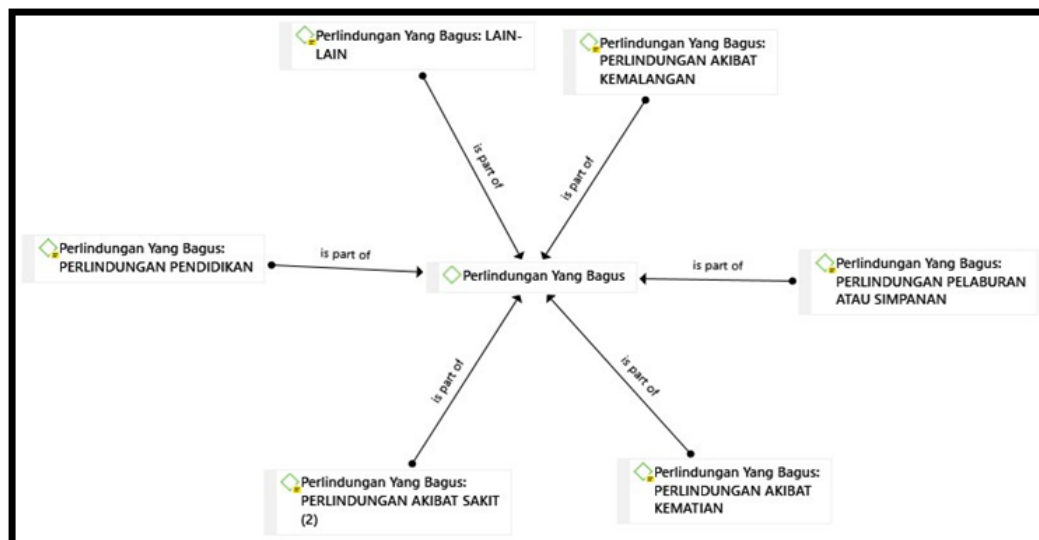 Perlindungan Yang Bagus: LAIN-
LAIN
Perlindungan Yang Bagus:
PERLINDUNGAN AKIBAT
KEMALANGAN
is part of
is part of
Perlindungan Yang Bagus:
PERLINDUNGAN PENDIDIKAN
is part of
Perlindungan Yang Bagus
is part of
Perlindungan Yang Bagus:
PERLINDUNGAN PELABURAN
ATAU SIMPANAN
is part of
is part of
Perlindungan Yang Bagus:
PERLINDUNGAN AKIBAT SAKIT
(2)
Perlindungan Yang Bagus:
PERLINDUNGAN AKIBAT
KEMATIAN